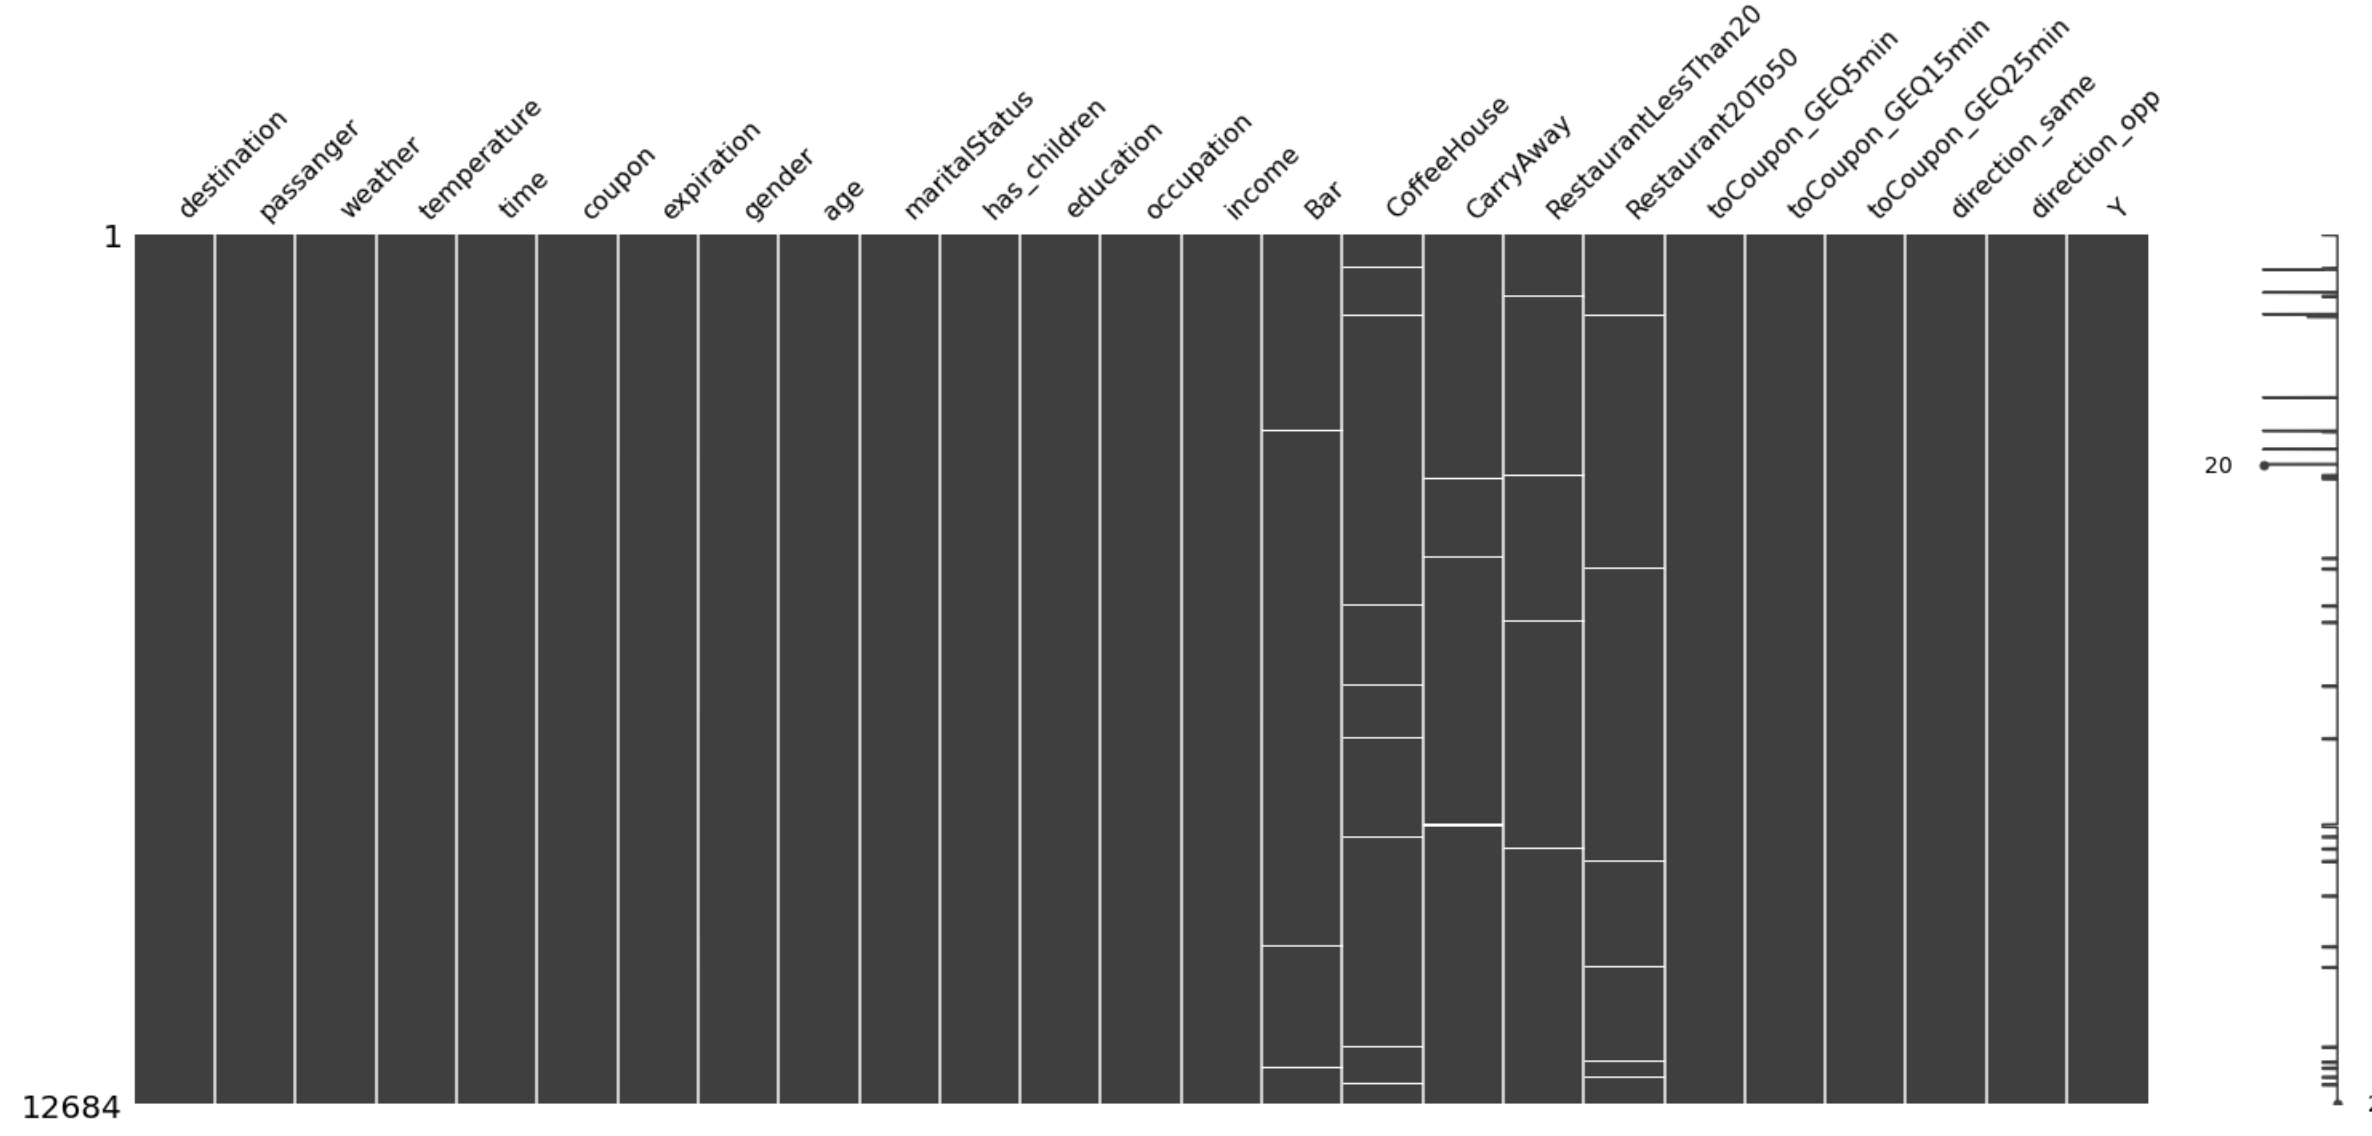 destination
passanger
weather
temperature
time
coupon
expiration
gender
age
maritalStatus
has_children
education
occupation
income
Bar
CoffeeHouse
CarryAway
RestaurantLessThan20
Restaurant20To50
toCoupon_GEQ5min
toCoupon_GEQ15min
toCoupon_GEQ25min
direction_same
direction_opp
Y
1
20
12684